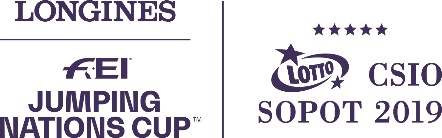 LONGINES
FEI
JUMPING
NATIONS CUP™
LOTTO CSIO
SOPOT 2019